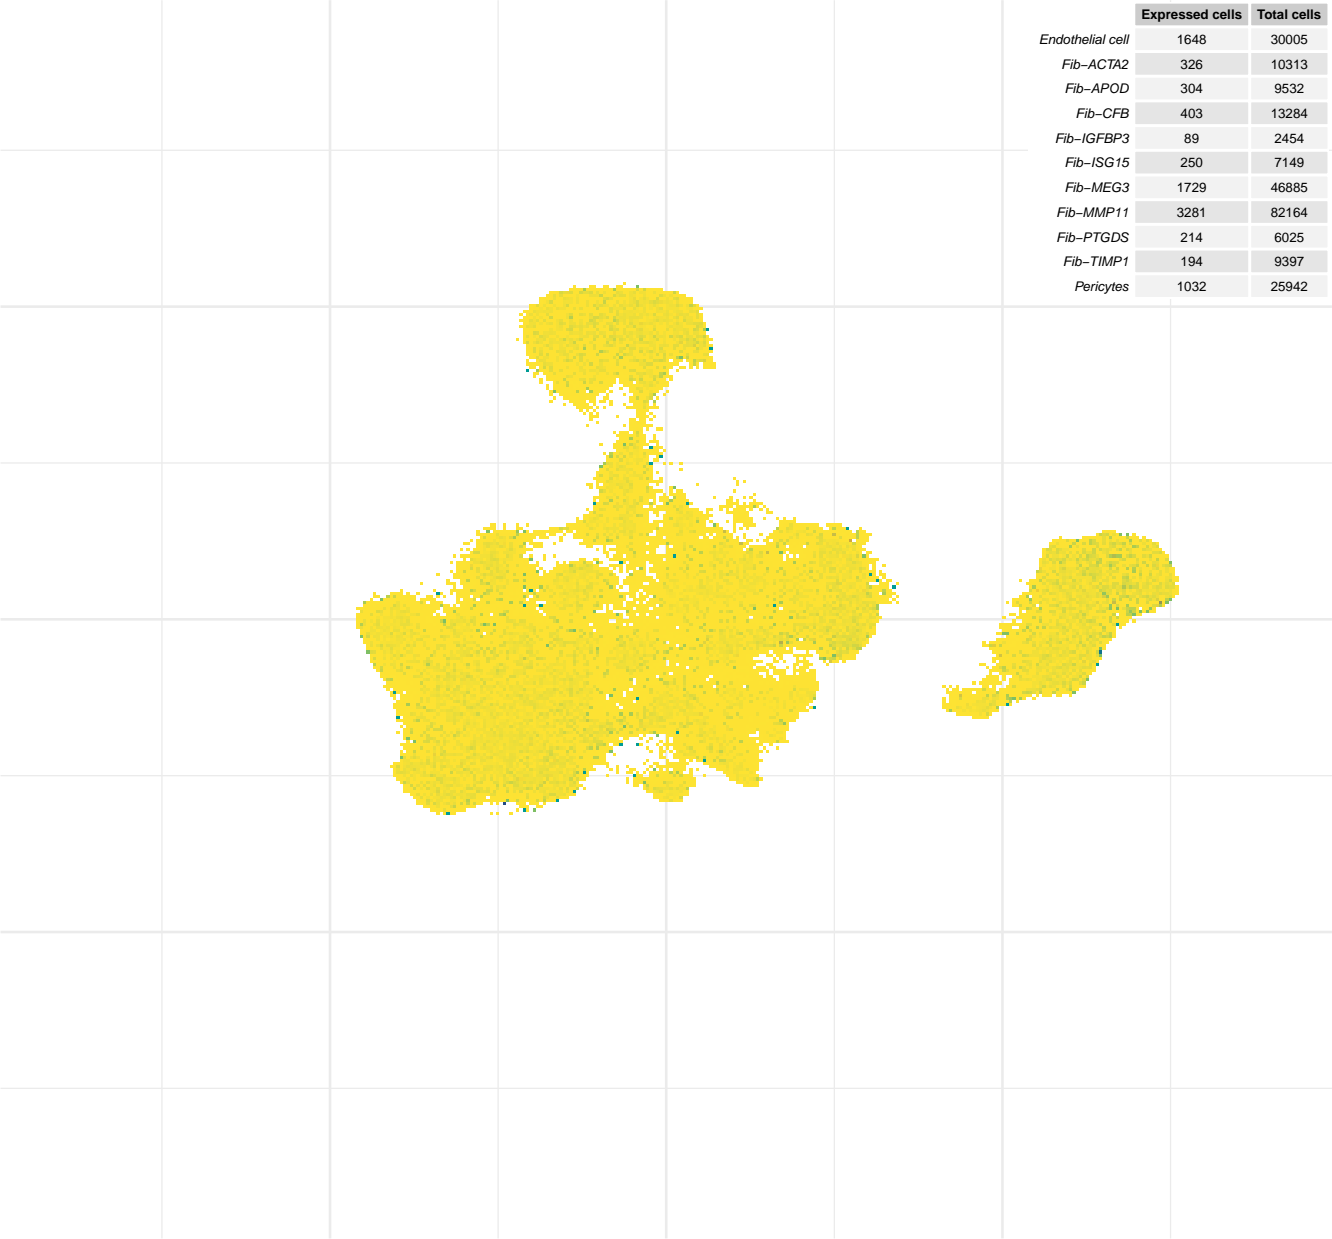 Expressed cells Total cells
Endothelial cell 1648 30005
Fib−ACTA2 326 10313
Fib−APOD 304 9532
Fib−CFB 403 13284
Fib−IGFBP3 89 2454
Fib−ISG15 250 7149
Fib−MEG3 1729 46885
Fib−MMP11 3281 82164
Fib−PTGDS 214 6025
Fib−TIMP1 194 9397
Pericytes 1032 25942